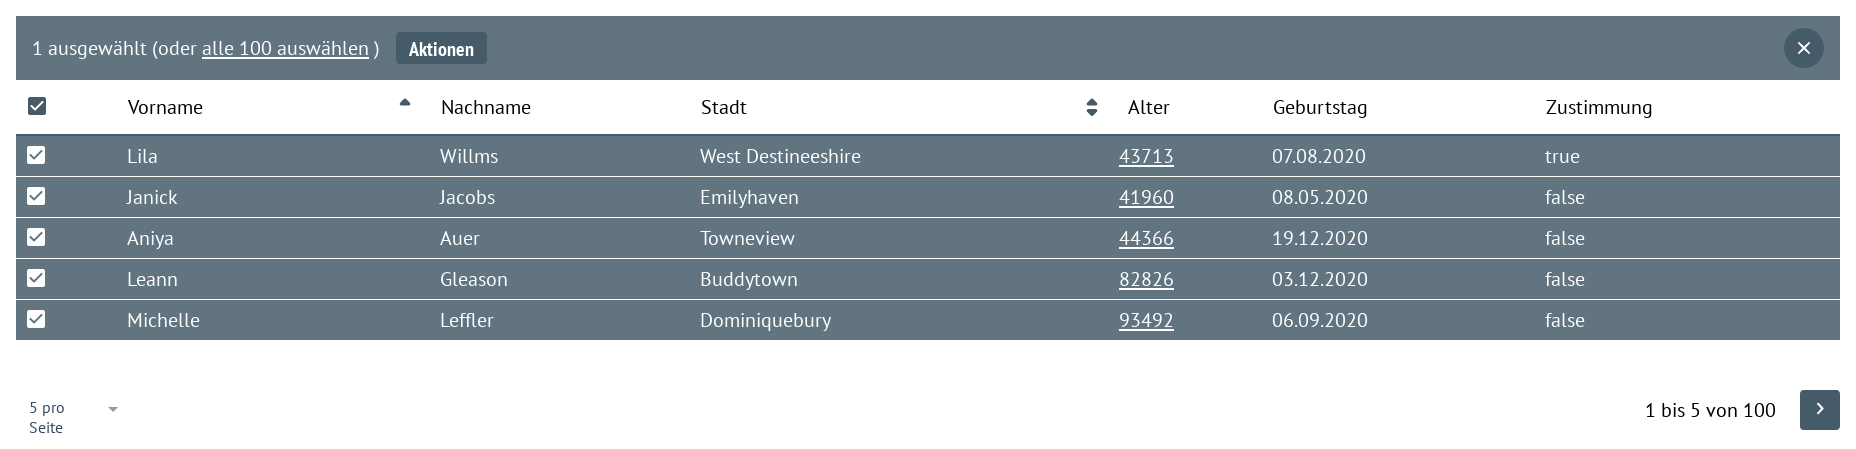 1 ausgewählt (oder alle 100 auswählen ) Aktionen
Vorname Nachname Stadt Alter Geburtstag Zustimmung
Lila Willms West Destineeshire 43713 07.08.2020 true
Janick Jacobs Emilyhaven 41960 08.05.2020 false
Aniya Auer Towneview 44366 19.12.2020 false
Leann Gleason Buddytown 82826 03.12.2020 false
Michelle Leffler Dominiquebury 93492 06.09.2020 false
5 pro
Seite
1 bis 5 von 100